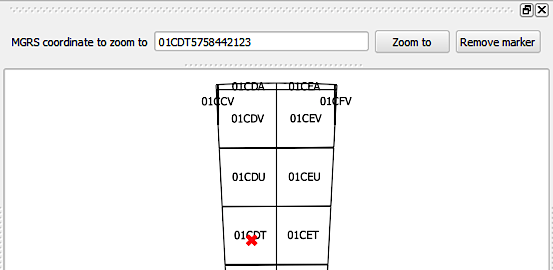 MGRS coordinate to zoom to 01CDT5758442123 Zoom to Remove marker
01CDA 01CEA
01CCV 01CFV
01CDV 01CEV
01CDU 01CEU
01CDT 01CET